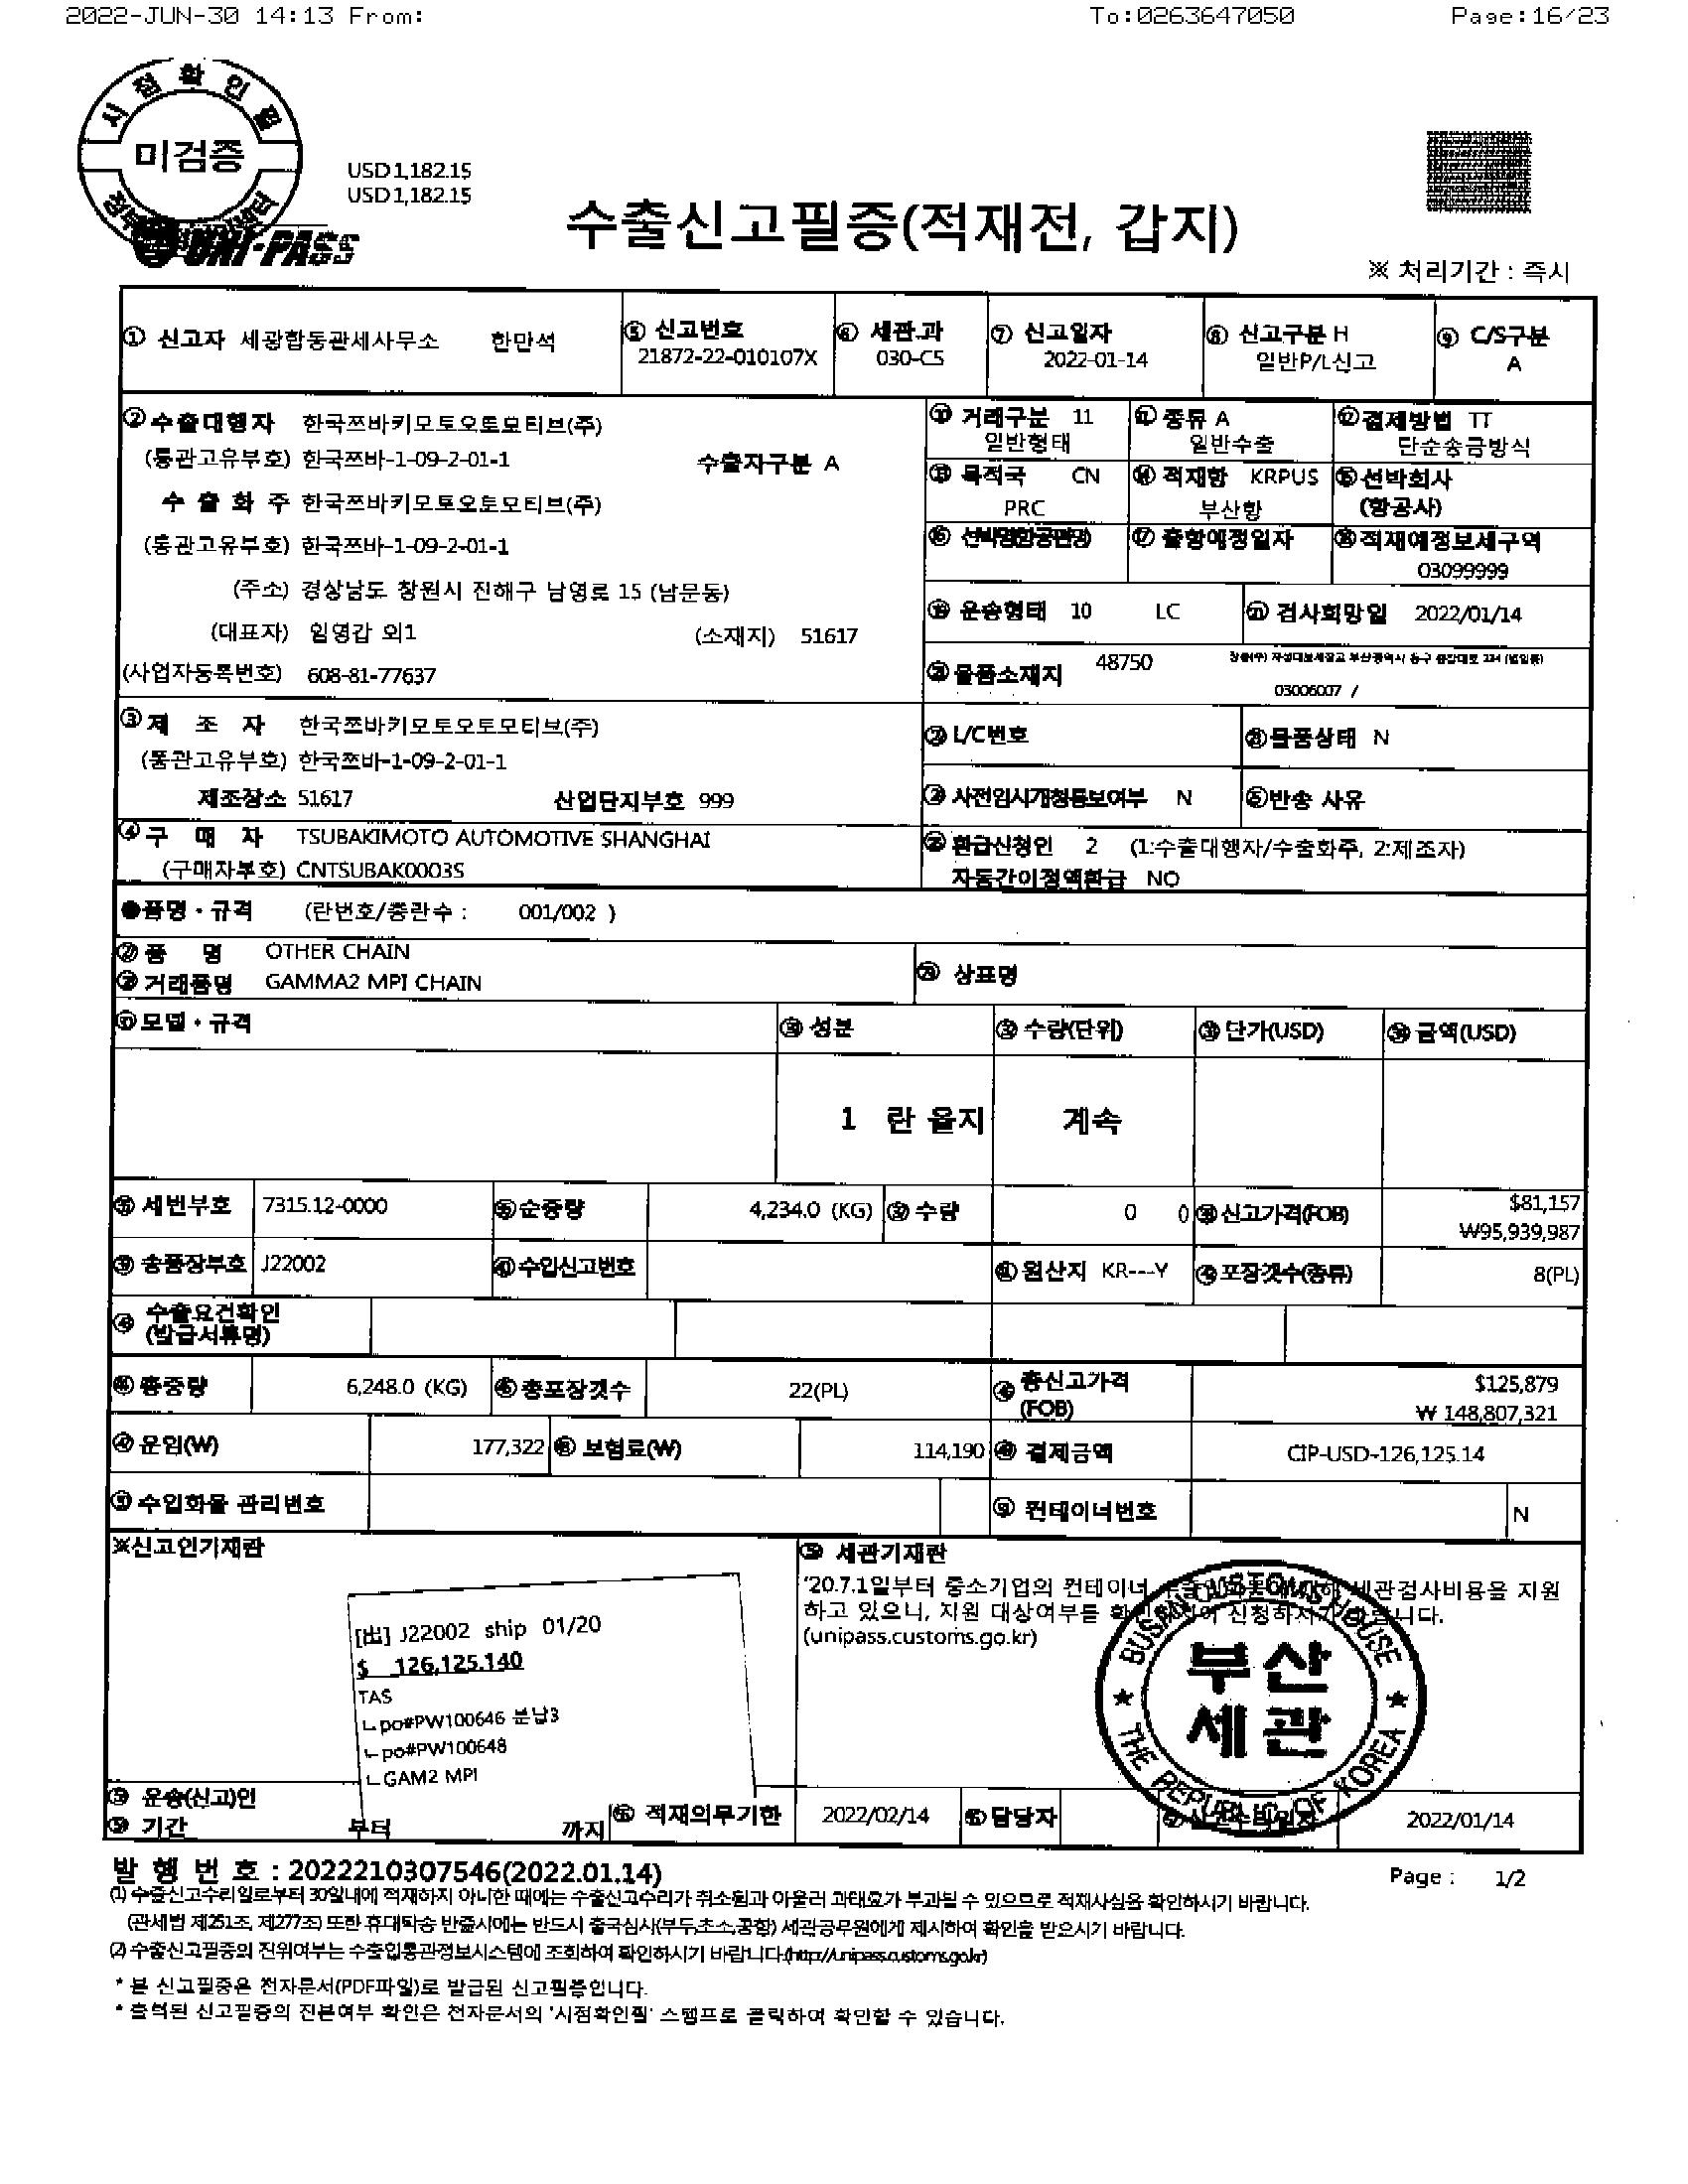 2022-JUN-30 14:13 From: To:0263647050 Page:16/23
시점확인필
미검증
USD1,182.15
USD1,182.15
UNI-PASS
수출신고필증(적재전, 갑지)
※ 처리기간 : 즉시
① 신고자 세광합동관세사무소 한만석
⑤ 신고번호
21872-22-010107X
⑥ 세관.과
030-C5
⑦ 신고일자
2022-01-14
⑧ 신고구분 H
일반P/L신고
⑨ C/S구분
A
② 수출대행자 한국쯔바키모토오토모티브(주)
(통관고유부호) 한국쯔바-1-09-2-01-1 수출자구분 A
수 출 화 주 한국쯔바키모토오토모티브(주)
(통관고유부호) 한국쯔바-1-09-2-01-1
(주소) 경상남도 창원시 진해구 남영로 15 (남문동)
(대표자) 임영갑 외1 (소재지) 51617
(사업자등록번호) 608-81-77637
⑩ 거래구분 11
일반형태
⑪ 종류 A
일반수출
⑫ 결제방법 TT
단순송금방식
⑬ 목적국 CN
PRC
⑭ 적재항 KRPUS
부산항
⑮ 선박회사
(항공사)
⑯ 선박명(항공편명)
⑰ 출항예정일자
⑱ 적재예정보세구역
03099999
⑲ 운송형태 10 LC
⑳ 검사희망일 2022/01/14
㉑ 물품소재지 48750
03006007 /
③ 제 조 자 한국쯔바키모토오토모티브(주)
(통관고유부호) 한국쯔바-1-09-2-01-1
제조장소 51617 산업단지부호 999
㉒ L/C번호
㉓ 물품상태 N
㉔ 사전임시개청통보여부 N
㉕ 반송 사유
④ 구 매 자 TSUBAKIMOTO AUTOMOTIVE SHANGHAI
(구매자부호) CNTSUBAK0003S
㉖ 환급신청인 2 (1:수출대행자/수출화주, 2:제조자)
자동간이정액환급 NO
●품명ㆍ규격 (란번호/총란수 : 001/002 )
㉗ 품 명 OTHER CHAIN
㉘ 거래품명 GAMMA2 MPI CHAIN
㉙ 상표명
㉚ 모델ㆍ규격 ㉛ 성분 ㉜ 수량(단위) ㉝ 단가(USD) ㉞ 금액(USD)
1 란 을지 계속
㉟ 세번부호 7315.12-0000 ㊱ 순중량 4,234.0 (KG) ㊲ 수량 0 0 ㊳ 신고가격(FOB) $81,157
₩95,939,987
㊴ 송품장부호 J22002 ㊵ 수입신고번호 ㊶ 원산지 KR---Y ㊷ 포장갯수(종류) 8(PL)
㊸ 수출요건확인
(발급서류명)
㊹ 총중량 6,248.0 (KG) ㊺ 총포장갯수 22(PL) ㊻ 총신고가격
(FOB) $125,879
₩ 148,807,321
㊼ 운임(₩) 177,322 ㊽ 보험료(₩) 114,190 ㊾ 결제금액 CIP-USD-126,125.14
㊿ 수입화물 관리번호 컨테이너번호 N
※신고인기재란
[出] J22002 ship 01/20
$ 126,125.140
TAS
ㄴpo#PW100646 분납3
ㄴpo#PW100648
ㄴGAM2 MPI
세관기재란
'20.7.1일부터 중소기업의 컨테이너 세관검사비용을 지원
하고 있으니, 지원 대상여부를 확인하시어 신청하시기 바랍니다.
(unipass.customs.go.kr)
BUSAN CUSTOMS HOUSE
부산
세관
THE REPUBLIC OF KOREA
운송(신고)인
기간 부터 까지
적재의무기한 2022/02/14 담당자 신고수리일자 2022/01/14
발 행 번 호 : 2022210307546(2022.01.14) Page : 1/2
(1) 수출신고수리일로부터 30일내에 적재하지 아니한 때에는 수출신고수리가 취소됨과 아울러 과태료가 부과될 수 있으므로 적재사실을 확인하시기 바랍니다.
(관세법 제251조, 제277조) 또한 휴대탁송 반출시에는 반드시 출국심사(부두,초소,공항) 세관공무원에게 제시하여 확인을 받으시기 바랍니다.
(2) 수출신고필증의 진위여부는 수출입통관정보시스템에 조회하여 확인하시기 바랍니다.(http://unipass.customs.go.kr)
* 본 신고필증은 전자문서(PDF파일)로 발급된 신고필증입니다.
* 출력된 신고필증의 진본여부 확인은 전자문서의 '시점확인필' 스탬프로 클릭하여 확인할 수 있습니다.